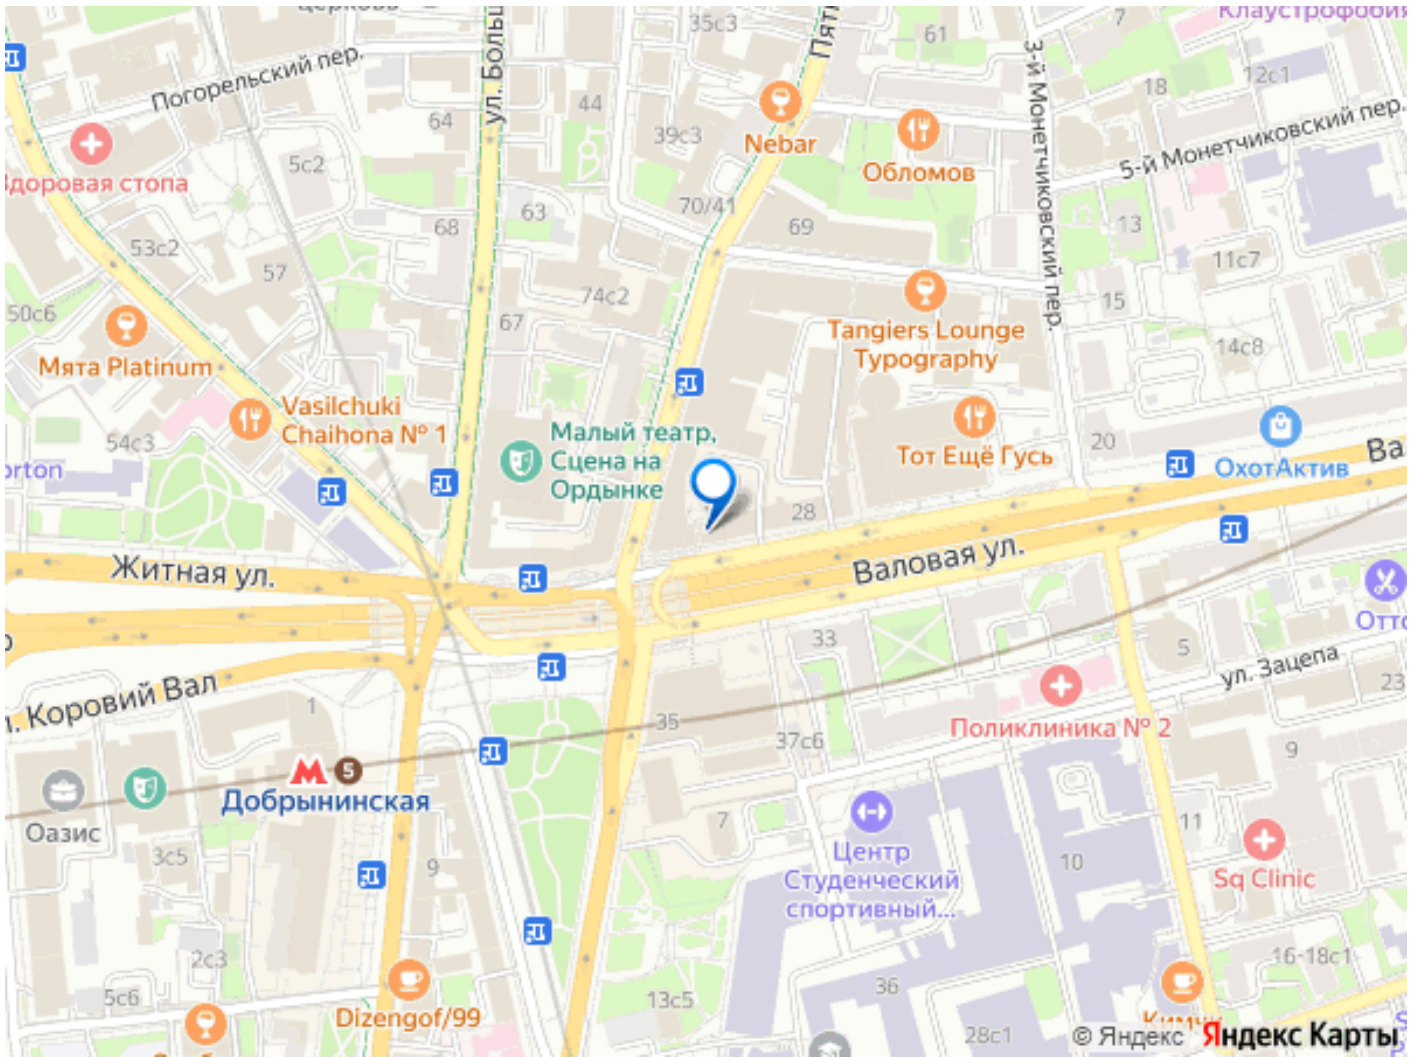 церковь
35с3
61
7
Клаустрофобия
Погорельский пер.
ул. Больш
Пятн
12с1
44
18
64
39с3
Nebar
3-й Монетчиковский пер.
5-й Монетчиковский пер.
Здоровая стопа
5с2
Обломов
63
70/41
69
13
53с2
68
57
11с7
50с6
74с2
15
67
Tangiers Lounge
Typography
Мята Platinum
14с8
Vasilchuki
Chaihona № 1
54с3
Малый театр,
Сцена на
Ордынке
Тот Ещё Гусь
20
ОхотАктив
Ва
orton
28
Житная ул.
Валовая ул.
33
5
Отто
ул. Зацепа
л. Коровий Вал
1
35
37с6
Поликлиника № 2
23
9
М 5
Добрынинская
Оазис
3с5
9
7
Центр
Студенческий
спортивный...
10
11
Sq Clinic
2с3
5с6
Dizengof/99
13с5
36
16-18с1
28с1
© Яндекс Яндекс Карты